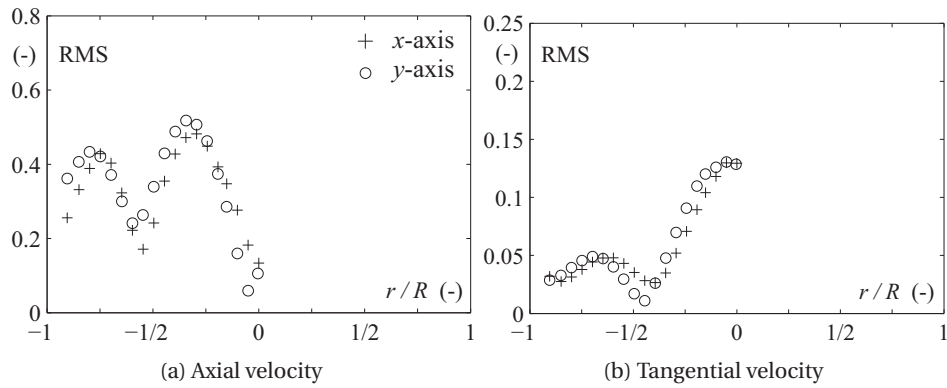 0.8
(-)
RMS
x-axis
y-axis
0.6
0.4
0.2
0
r / R (-)
−1
−1/2
0
1/2
1
(a) Axial velocity
0.25
(-)
RMS
0.20
0.15
0.10
0.05
0
r / R (-)
−1
−1/2
0
1/2
1
(b) Tangential velocity